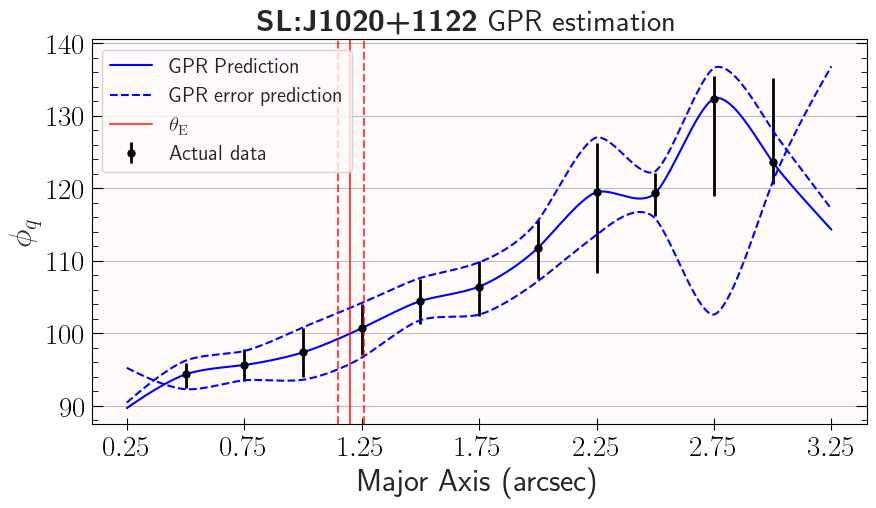 SL:J1020+1122 GPR estimation
140
130
120
110
100
90
ϕq
GPR Prediction
GPR error prediction
θE
Actual data
0.25 0.75 1.25 1.75 2.25 2.75 3.25
Major Axis (arcsec)